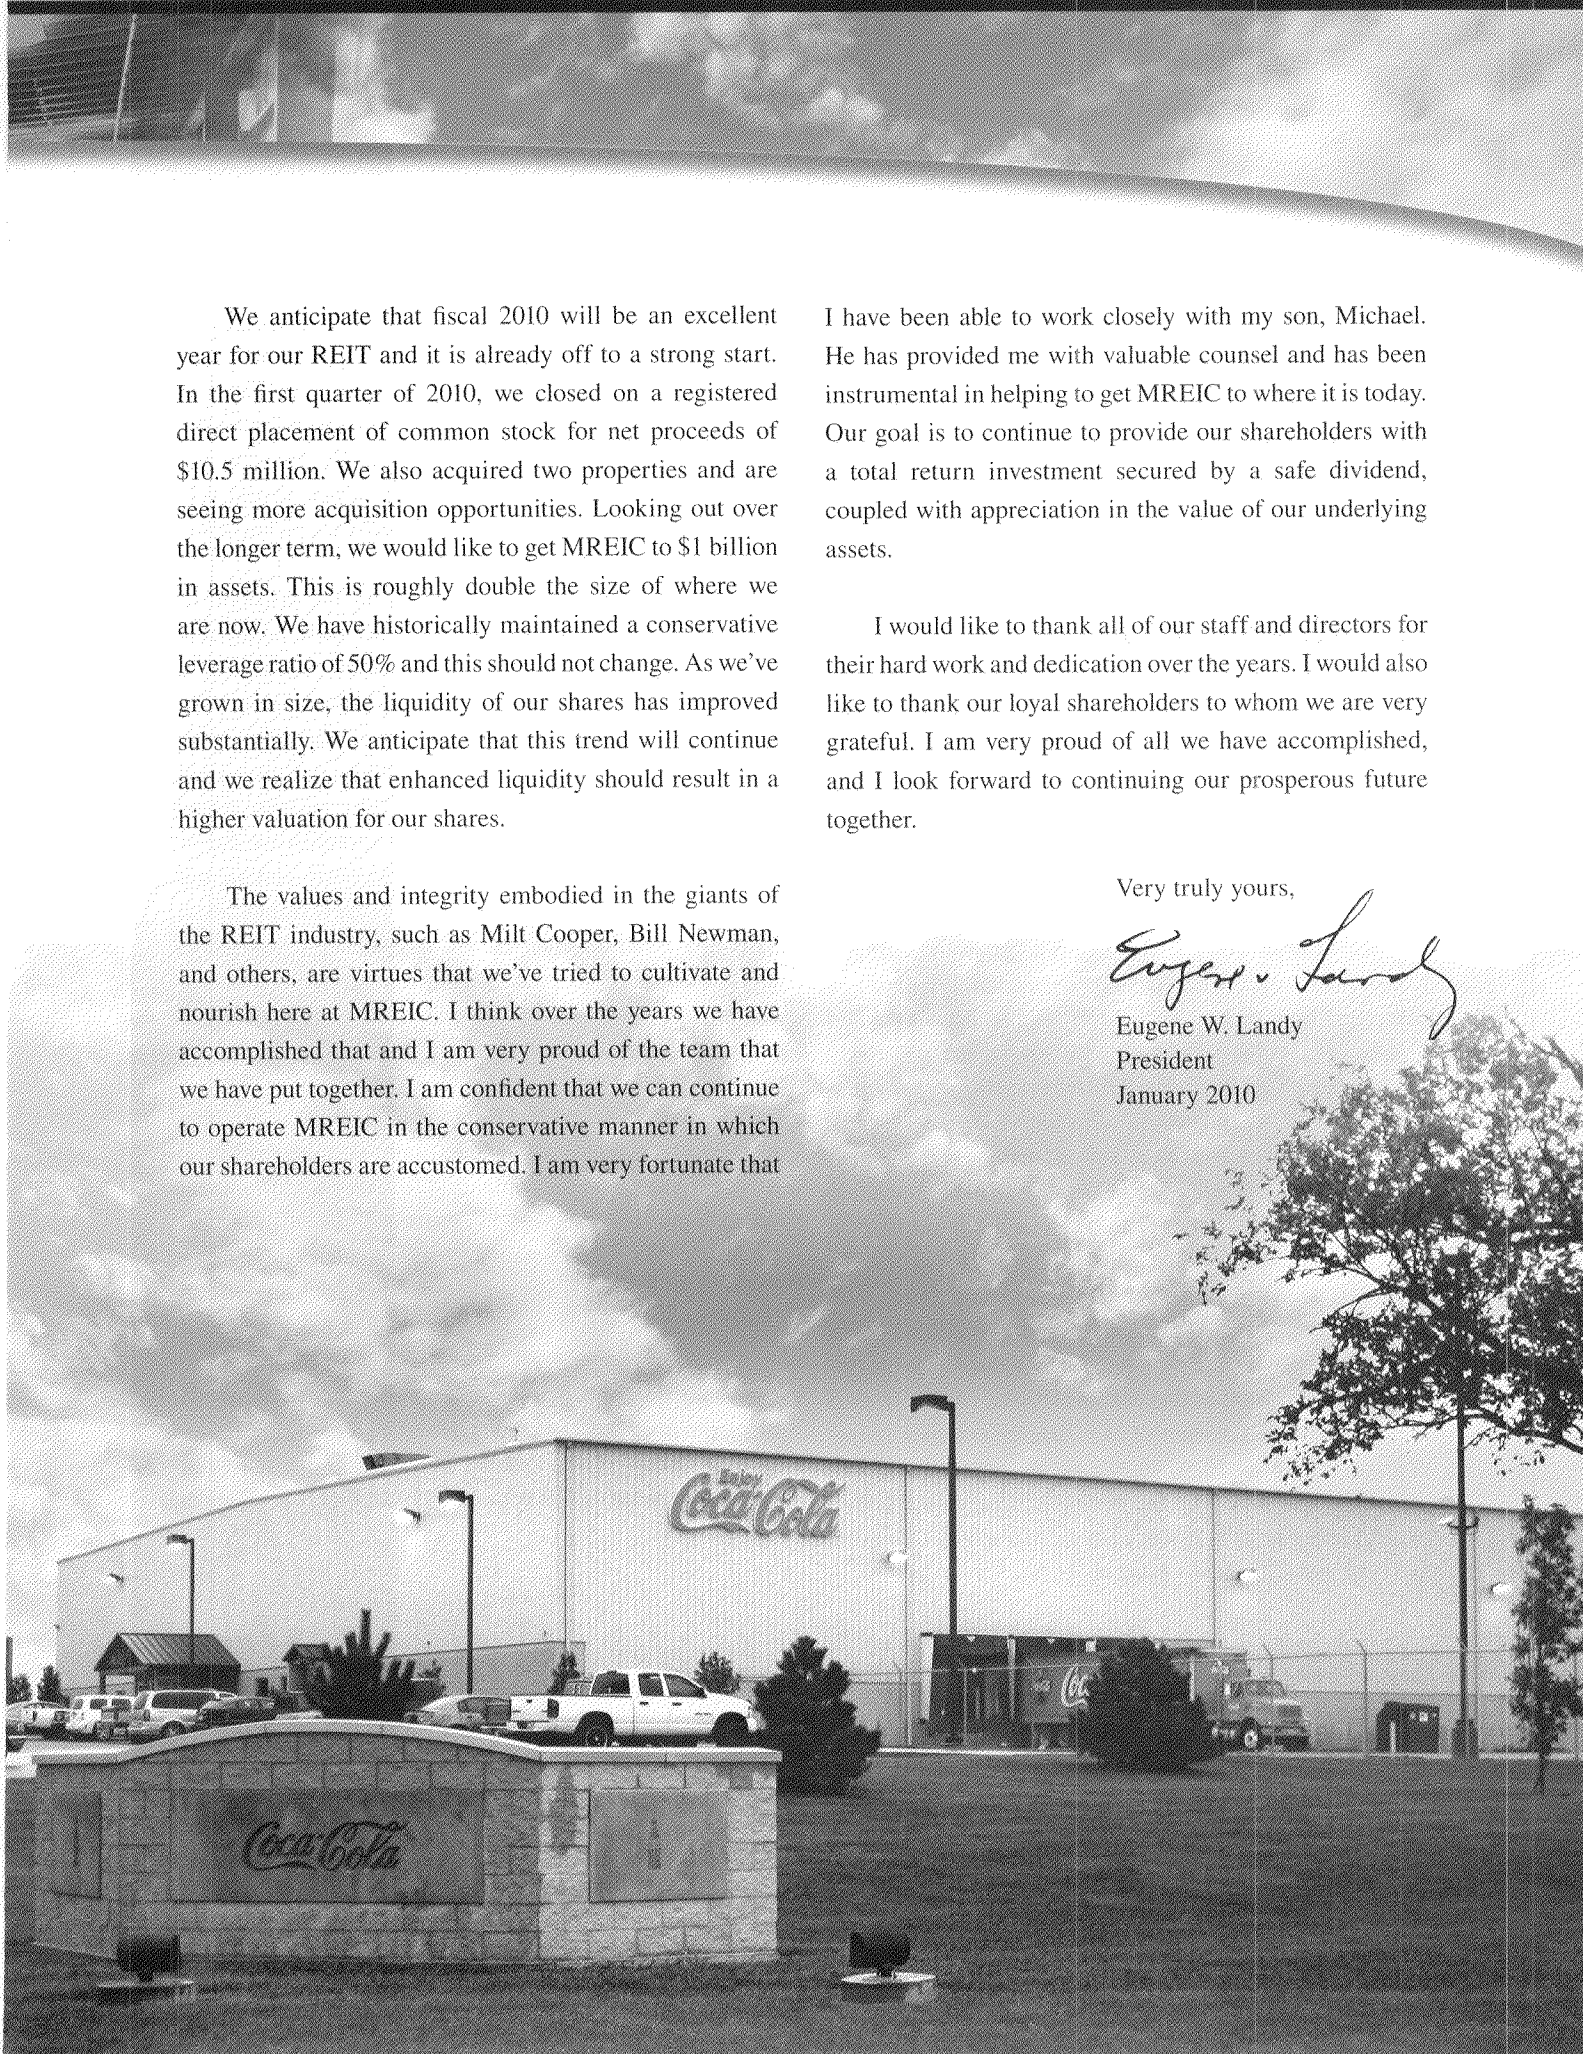 We anticipate that fiscal 2010 will be an excellent
year for our REIT and it is already off to a strong start.
In the first quarter of 2010, we closed on a registered
direct placement of common stock for net proceeds of
$10.5 million. We also acquired two properties and are
seeing more acquisition opportunities. Looking out over
the longer term, we would like to get MREIC to $1 billion
in assets. This is roughly double the size of where we
are now. We have historically maintained a conservative
leverage ratio of 50% and this should not change. As we've
grown in size, the liquidity of our shares has improved
substantially. We anticipate that this trend will continue
and we realize that enhanced liquidity should result in a
higher valuation for our shares.
The values and integrity embodied in the giants of
the REIT industry, such as Milt Cooper, Bill Newman,
and others, are virtues that we've tried to cultivate and
nourish here at MREIC. I think over the years we have
accomplished that and I am very proud of the team that
we have put together. I am confident that we can continue
to operate MREIC in the conservative manner in which
our shareholders are accustomed. I am very fortunate that
I have been able to work closely with my son, Michael.
He has provided me with valuable counsel and has been
instrumental in helping to get MREIC to where it is today.
Our goal is to continue to provide our shareholders with
a total return investment secured by a safe dividend,
coupled with appreciation in the value of our underlying
assets.
I would like to thank all of our staff and directors for
their hard work and dedication over the years. I would also
like to thank our loyal shareholders to whom we are very
grateful. I am very proud of all we have accomplished,
and I look forward to continuing our prosperous future
together.
Very truly yours,
Eugene W. Landy
Eugene W. Landy
President
January 2010
Enjoy
Coca-Cola
Coca-Cola